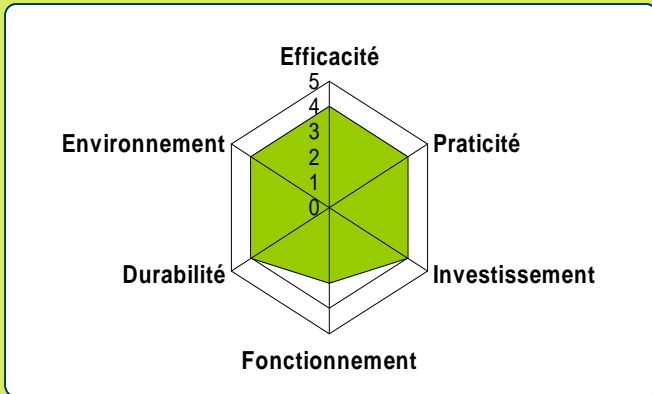 Efficacité
5
4
3
2
1
0
Environnement
Praticité
Durabilité
Investissement
Fonctionnement